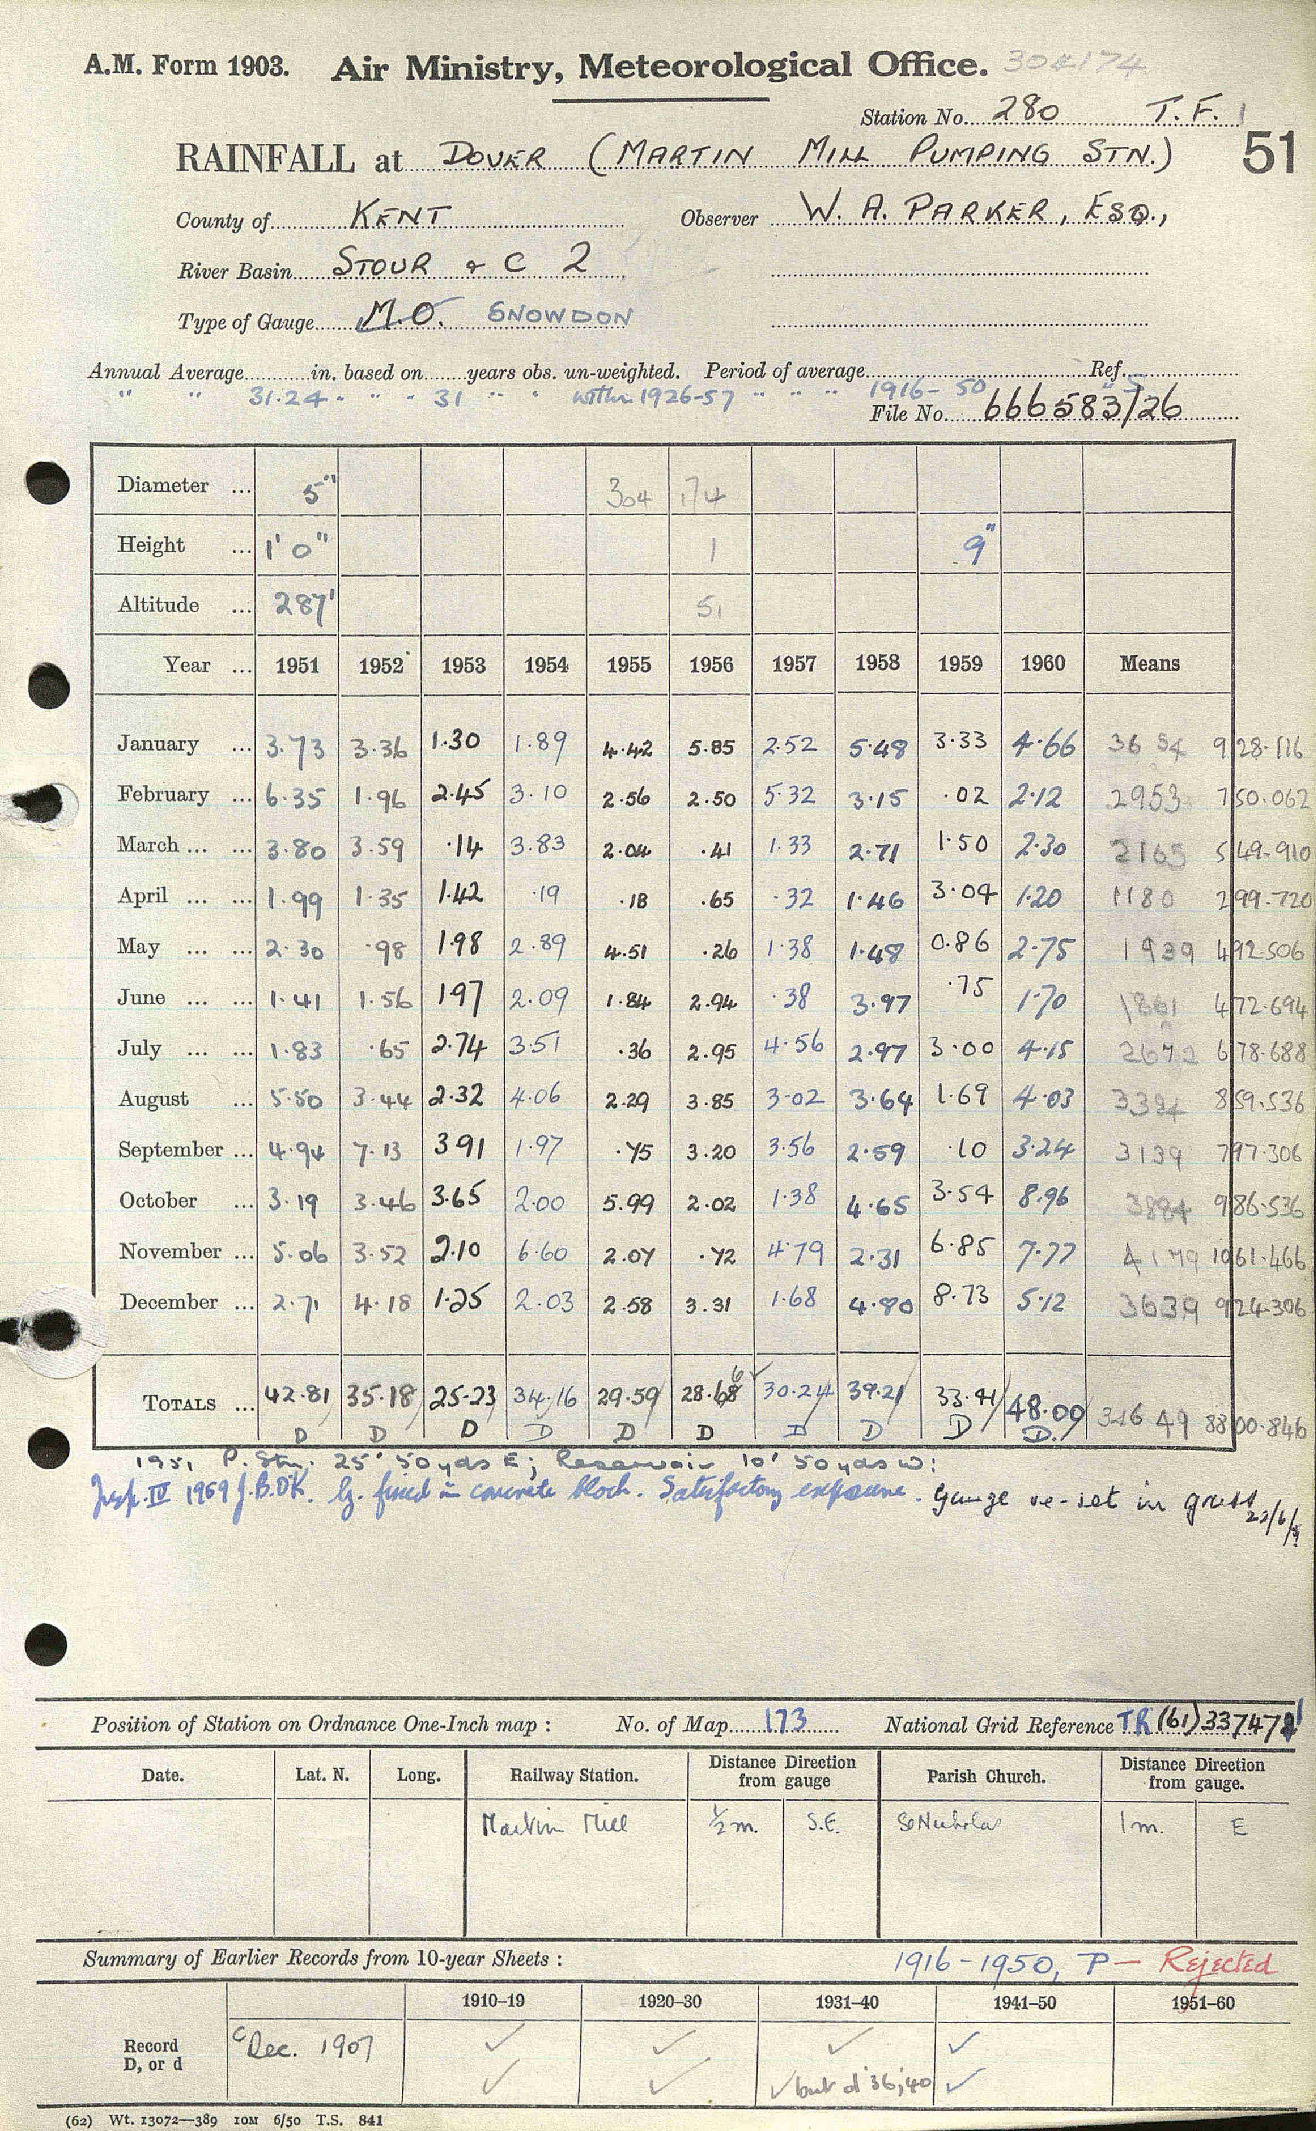 A.M. Form 1903. Air Ministry, Meteorological Office. 304174
Station No. 280 T.F. 1
RAINFALL at DOVER (MARTIN MILL PUMPING STN.) 51
County of KENT Observer W. A. PARKER, ESQ.,
River Basin STOUR & C 2
Type of Gauge M.O. SNOWDON
Annual Average in. based on years obs. un-weighted. Period of average Ref.
" " 31.24 " " " 31 " " within 1926-57 " " " 1916-50 " 5
File No. 666583/26
Diameter ... 5" 304 174
Height ... 1' 0" 1 9"
Altitude ... 287' 51
Year ... 1951 1952 1953 1954 1955 1956 1957 1958 1959 1960 Means
January ... 3.73 3.36 1.30 1.89 4.42 5.85 2.52 5.48 3.33 4.66 3654 928.116
February ... 6.35 1.96 2.45 3.10 2.56 2.50 5.32 3.15 .02 2.12 2953 750.062
March ... ... 3.80 3.59 .14 3.83 2.04 .41 1.33 2.71 1.50 2.30 2165 549.910
April ... ... 1.99 1.35 1.42 .19 .18 .65 .32 1.46 3.04 1.20 1180 299.720
May ... ... 2.30 .98 1.98 2.89 4.51 .26 1.38 1.48 0.86 2.75 1939 492.506
June ... ... 1.41 1.56 197 2.09 1.84 2.94 .38 3.97 .75 1.70 1861 472.694
July ... ... 1.83 .65 2.74 3.51 .36 2.95 4.56 2.97 3.00 4.15 2672 678.688
August ... 5.50 3.44 2.32 4.06 2.29 3.85 3.02 3.64 1.69 4.03 3384 859.536
September ... 4.94 7.13 391 1.97 .75 3.20 3.56 2.59 .10 3.24 3139 797.306
October ... 3.19 3.46 3.65 2.00 5.99 2.02 1.38 4.65 3.54 8.96 3884 986.536
November ... 5.06 3.52 2.10 6.60 2.07 .72 4.79 2.31 6.85 7.77 4179 1061.466
December ... 2.71 4.18 1.25 2.03 2.58 3.31 1.68 4.80 8.73 5.12 3639 924.306
TOTALS ... 42.81 35.18 25.23 34.16 29.59 28.68 6 30.24 39.21 33.41 48.00 34649 8800.846
D D D D D D D D D D.
1951 P. Stn. 25' 50yds E; Reservoir 10' 50yds W:
Insp. IV 1959 J.B.D.K. G. fixed in concrete block. Satisfactory exposure. Gauge re-set in grass 22/6/
Position of Station on Ordnance One-Inch map : No. of Map 173 National Grid Reference TR (61) 337471
Date. Lat. N. Long. Railway Station. Distance Direction from gauge Parish Church. Distance Direction from gauge.
Martin Mill ½ m. S.E. St Nicholas 1 m. E
Summary of Earlier Records from 10-year Sheets : 1916-1950, P - Rejected
1910–19 1920–30 1931–40 1941–50 1951–60
Record D, or d c Dec. 1907 ✓ ✓ ✓ ✓
✓ ✓ ✓ but d '36, 40 ✓
(62) Wt. 13072—389 10M 6/50 T.S. 841